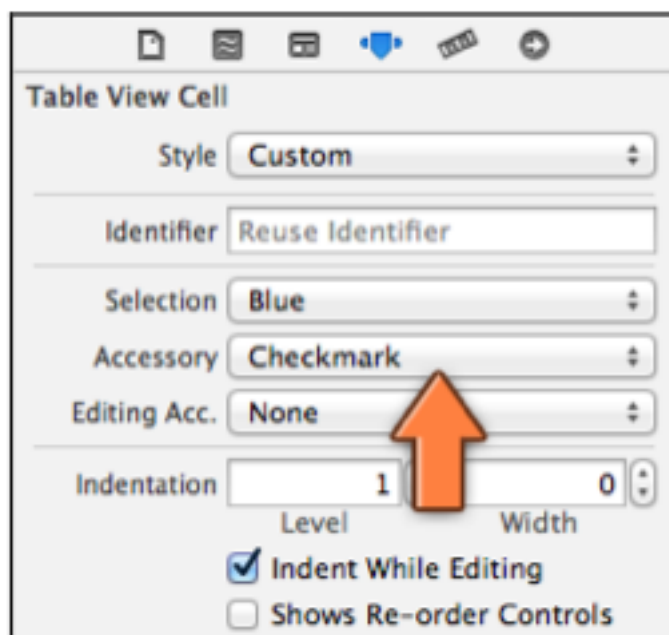 Table View Cell
Style Custom
Identifier Reuse Identifier
Selection Blue
Accessory Checkmark
Editing Acc. None
Indentation 1 0
Level Width
Indent While Editing
Shows Re-order Controls